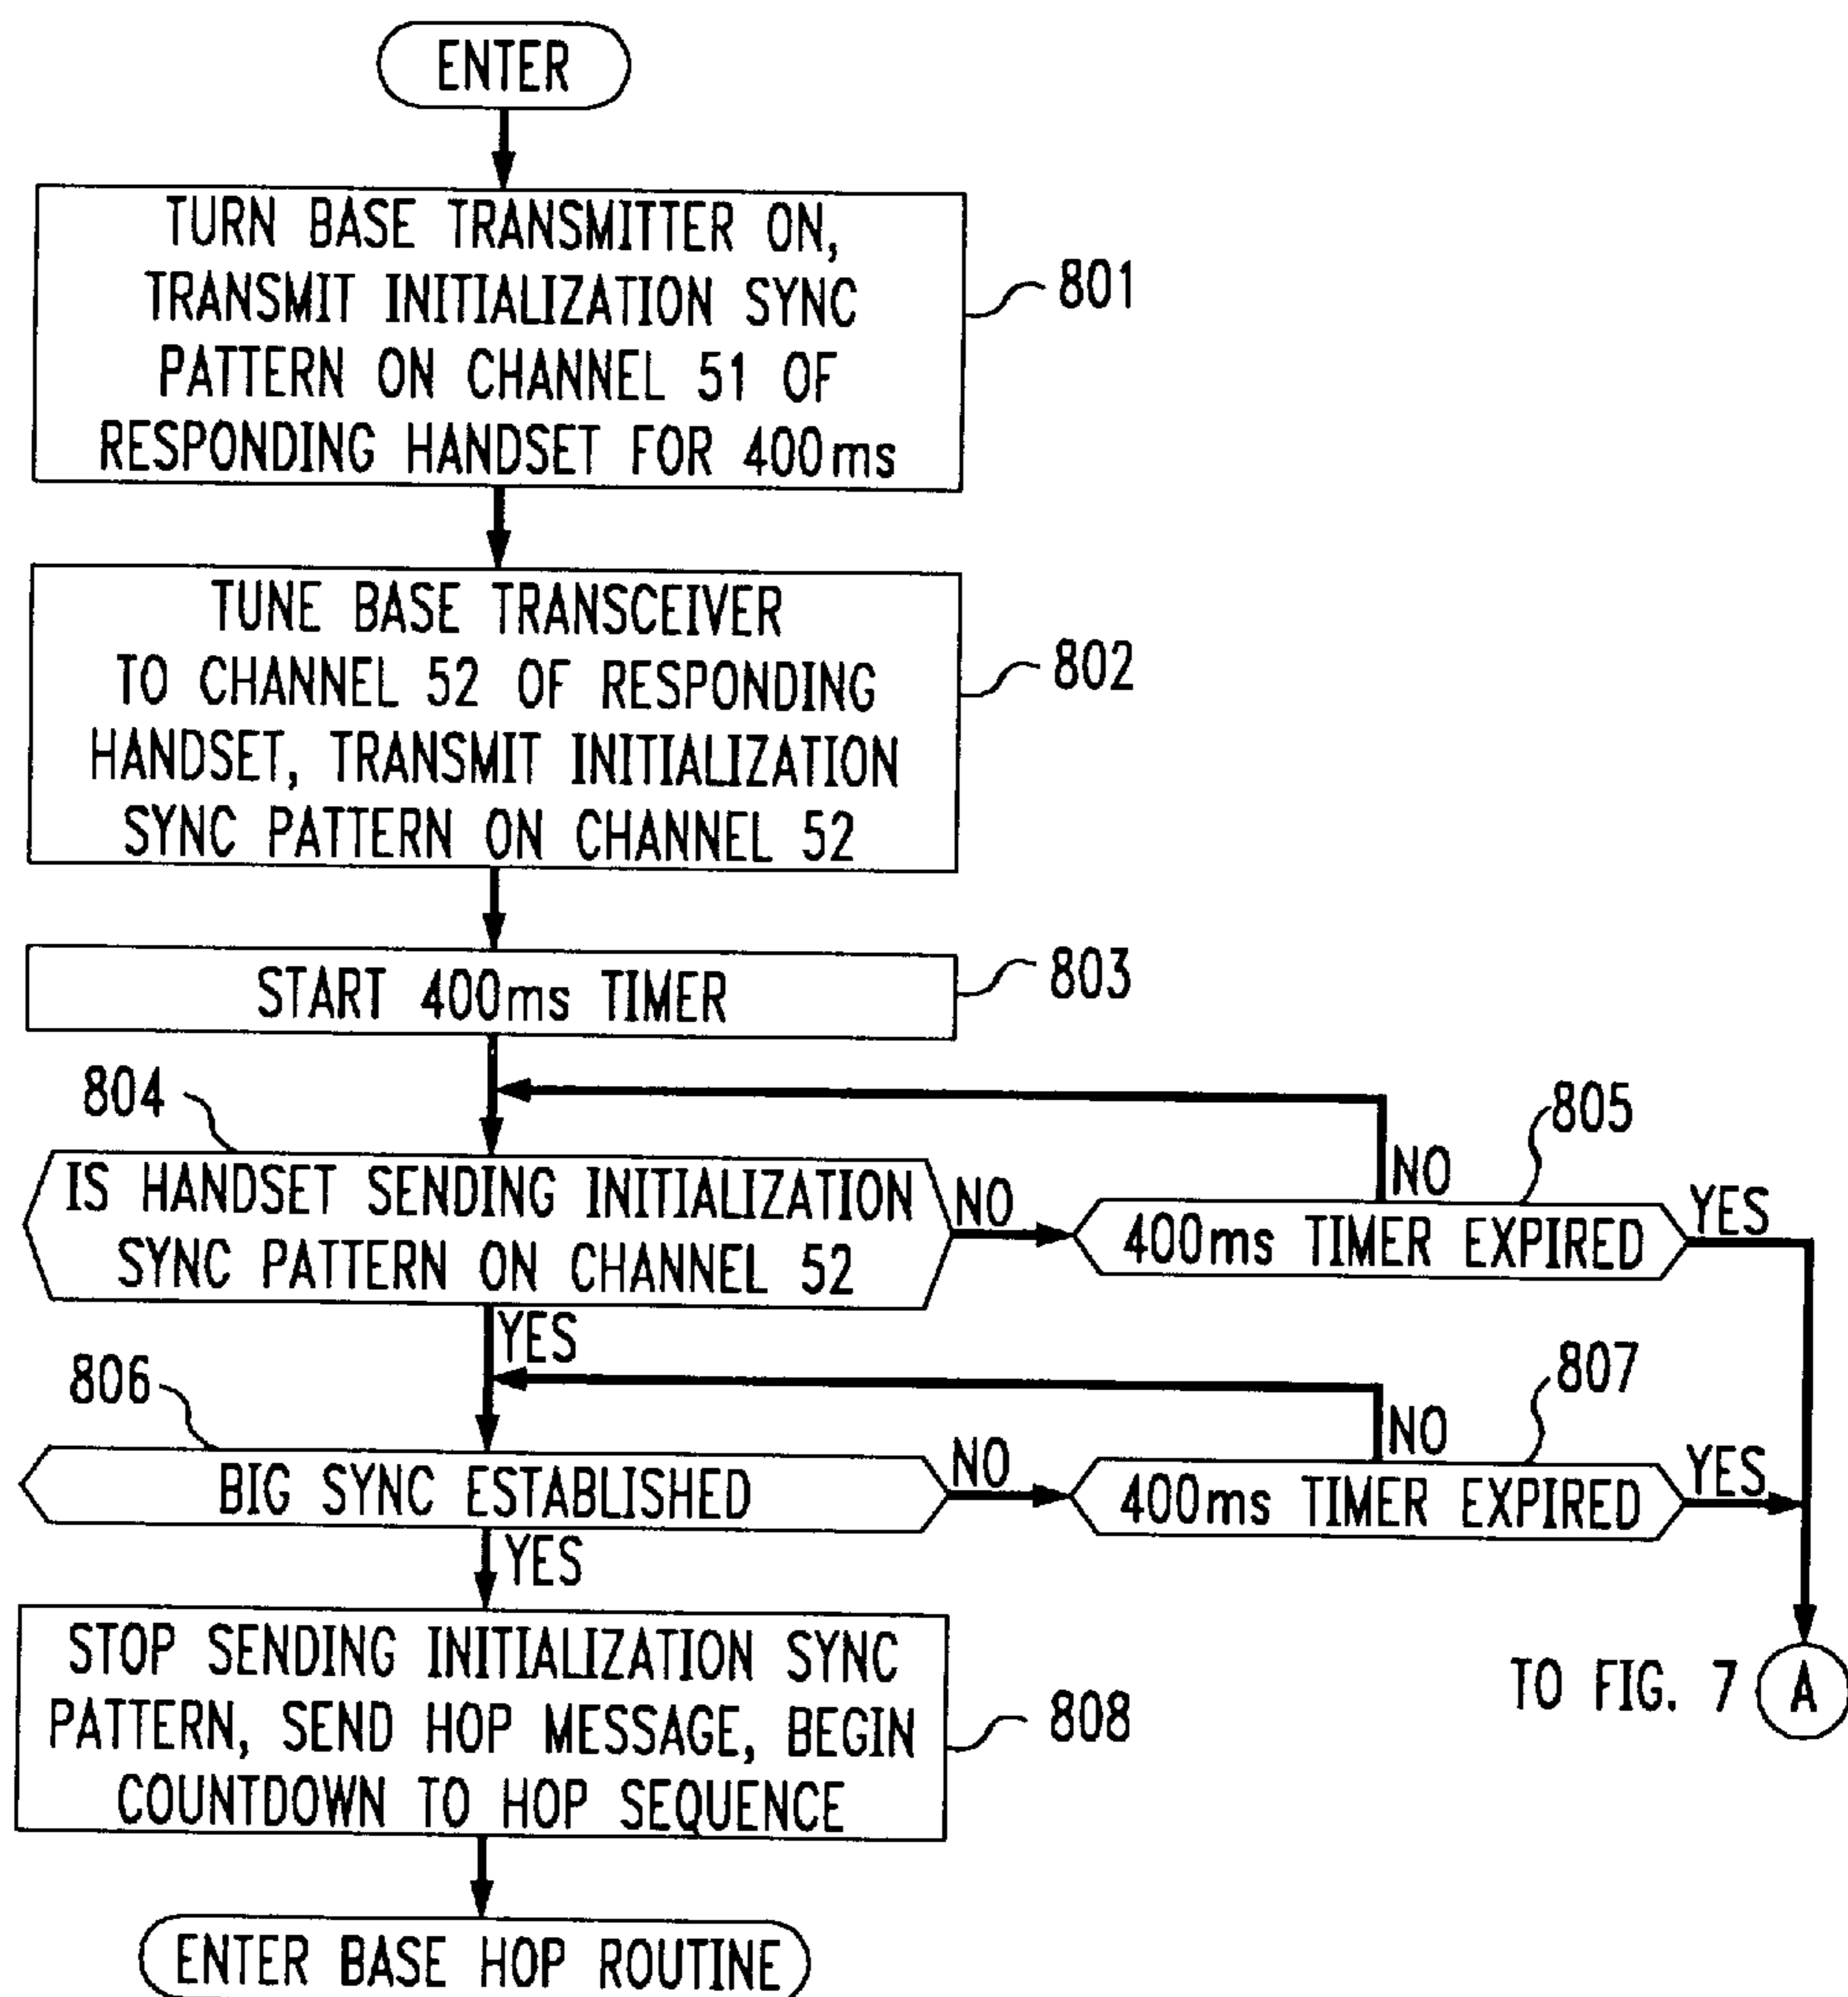 ENTER
TURN BASE TRANSMITTER ON,
TRANSMIT INITIALIZATION SYNC
PATTERN ON CHANNEL 51 OF
RESPONDING HANDSET FOR 400ms
801
TUNE BASE TRANSCEIVER
TO CHANNEL 52 OF RESPONDING
HANDSET, TRANSMIT INITIALIZATION
SYNC PATTERN ON CHANNEL 52
802
START 400ms TIMER
803
804
IS HANDSET SENDING INITIALIZATION
SYNC PATTERN ON CHANNEL 52
NO
YES
805
400ms TIMER EXPIRED
NO
YES
806
BIG SYNC ESTABLISHED
NO
YES
807
400ms TIMER EXPIRED
NO
YES
STOP SENDING INITIALIZATION SYNC
PATTERN, SEND HOP MESSAGE, BEGIN
COUNTDOWN TO HOP SEQUENCE
808
TO FIG. 7 A
ENTER BASE HOP ROUTINE